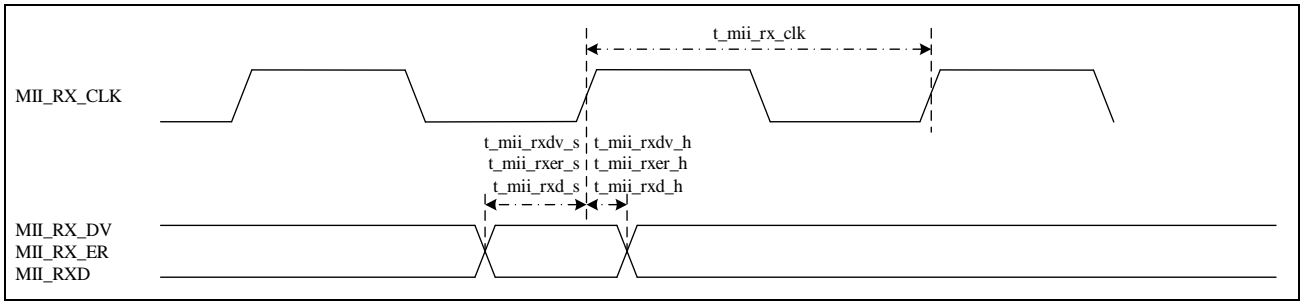 t_mii_rx_clk
MII_RX_CLK
t_mii_rxdv_s t_mii_rxdv_h
t_mii_rxer_s t_mii_rxer_h
t_mii_rxd_s t_mii_rxd_h
MII_RX_DV
MII_RX_ER
MII_RXD